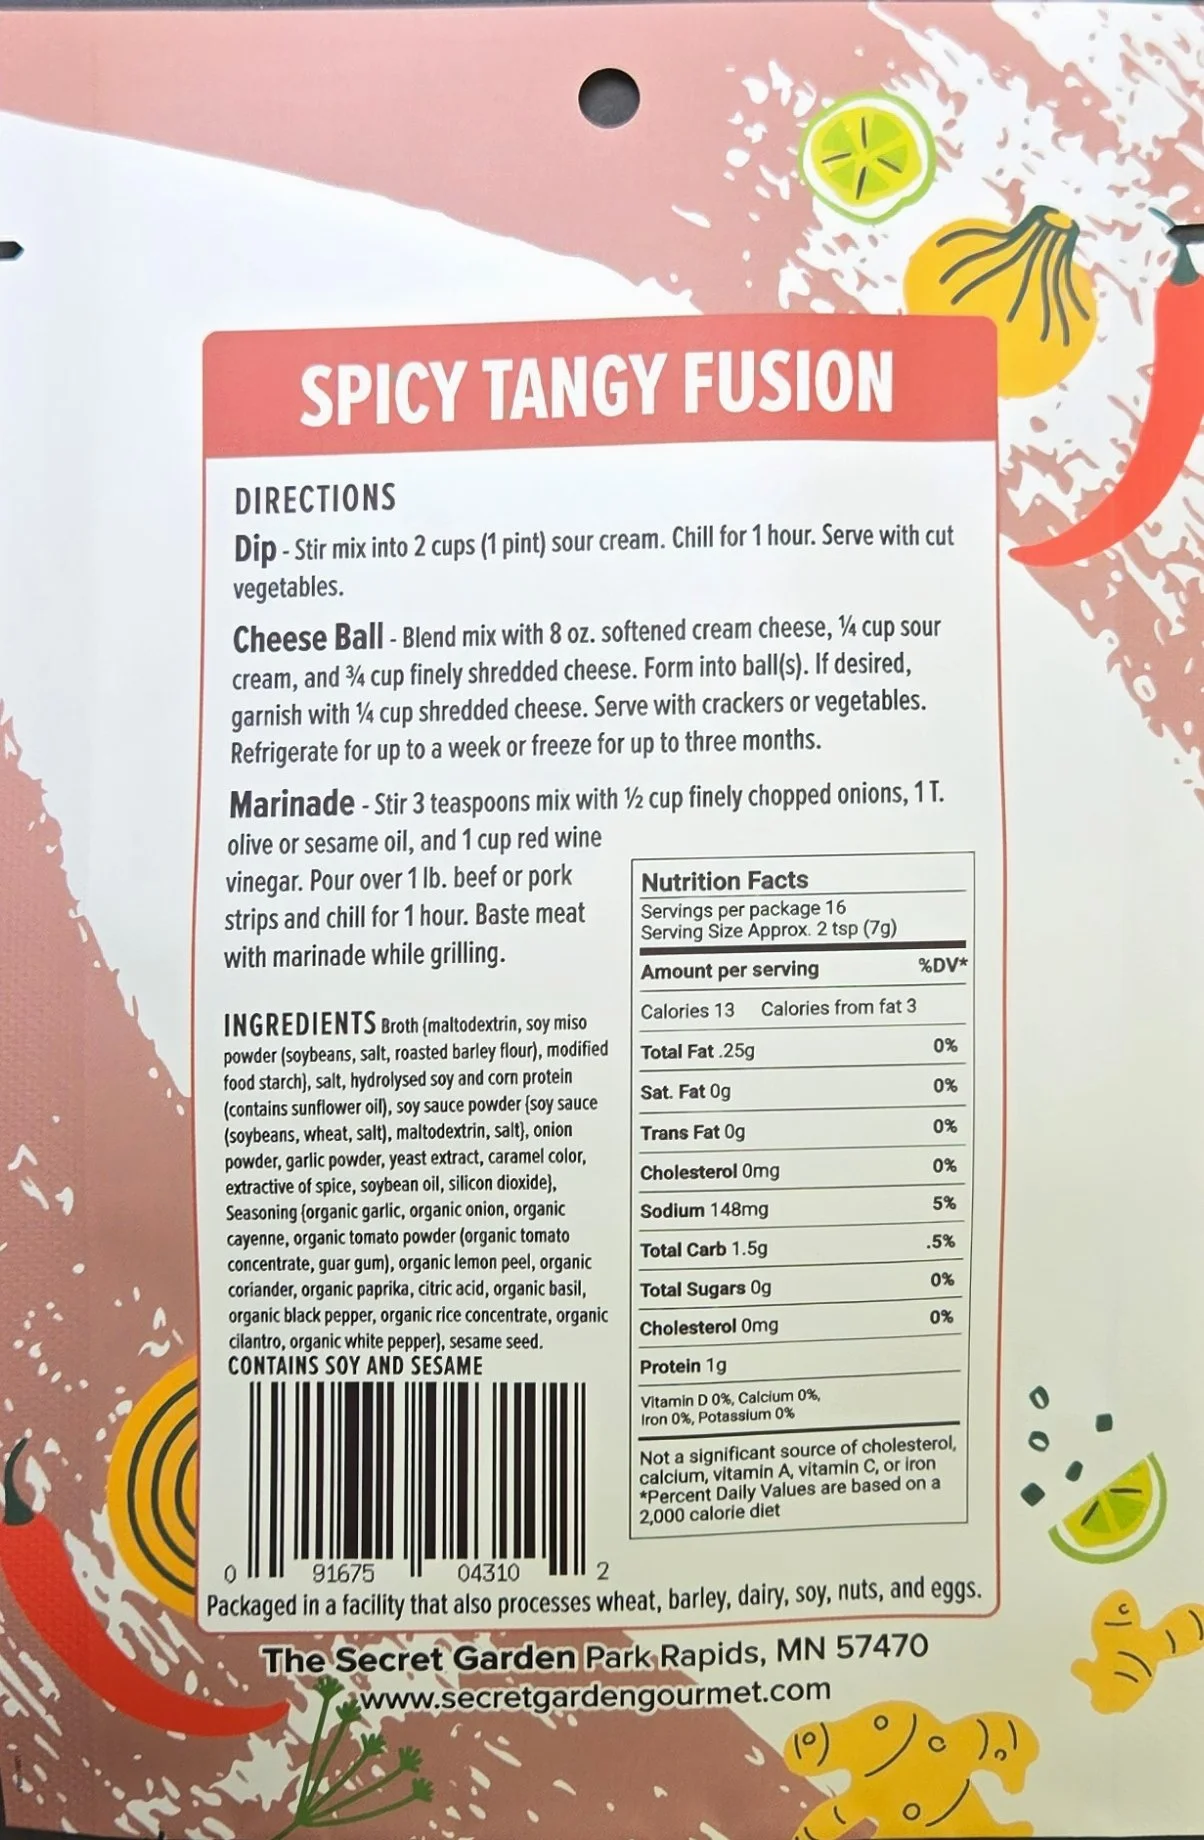 SPICY TANGY FUSION
DIRECTIONS
Dip - Stir mix into 2 cups (1 pint) sour cream. Chill for 1 hour. Serve with cut
vegetables.
Cheese Ball - Blend mix with 8 oz. softened cream cheese, ¼ cup sour
cream, and ¾ cup finely shredded cheese. Form into ball(s). If desired,
garnish with ¼ cup shredded cheese. Serve with crackers or vegetables.
Refrigerate for up to a week or freeze for up to three months.
Marinade - Stir 3 teaspoons mix with ½ cup finely chopped onions, 1 T.
olive or sesame oil, and 1 cup red wine
vinegar. Pour over 1 lb. beef or pork
strips and chill for 1 hour. Baste meat
with marinade while grilling.
INGREDIENTS Broth {maltodextrin, soy miso
powder (soybeans, salt, roasted barley flour), modified
food starch}, salt, hydrolysed soy and corn protein
(contains sunflower oil), soy sauce powder {soy sauce
(soybeans, wheat, salt), maltodextrin, salt}, onion
powder, garlic powder, yeast extract, caramel color,
extractive of spice, soybean oil, silicon dioxide},
Seasoning {organic garlic, organic onion, organic
cayenne, organic tomato powder (organic tomato
concentrate, guar gum), organic lemon peel, organic
coriander, organic paprika, citric acid, organic basil,
organic black pepper, organic rice concentrate, organic
cilantro, organic white pepper}, sesame seed.
CONTAINS SOY AND SESAME
0 91675 04310 2
Nutrition Facts
Servings per package 16
Serving Size Approx. 2 tsp (7g)
Amount per serving %DV*
Calories 13 Calories from fat 3
Total Fat .25g 0%
Sat. Fat 0g 0%
Trans Fat 0g 0%
Cholesterol 0mg 0%
Sodium 148mg 5%
Total Carb 1.5g .5%
Total Sugars 0g 0%
Cholesterol 0mg 0%
Protein 1g
Vitamin D 0%, Calcium 0%,
Iron 0%, Potassium 0%
Not a significant source of cholesterol,
calcium, vitamin A, vitamin C, or iron
*Percent Daily Values are based on a
2,000 calorie diet
Packaged in a facility that also processes wheat, barley, dairy, soy, nuts, and eggs.
The Secret Garden Park Rapids, MN 57470
www.secretgardengourmet.com